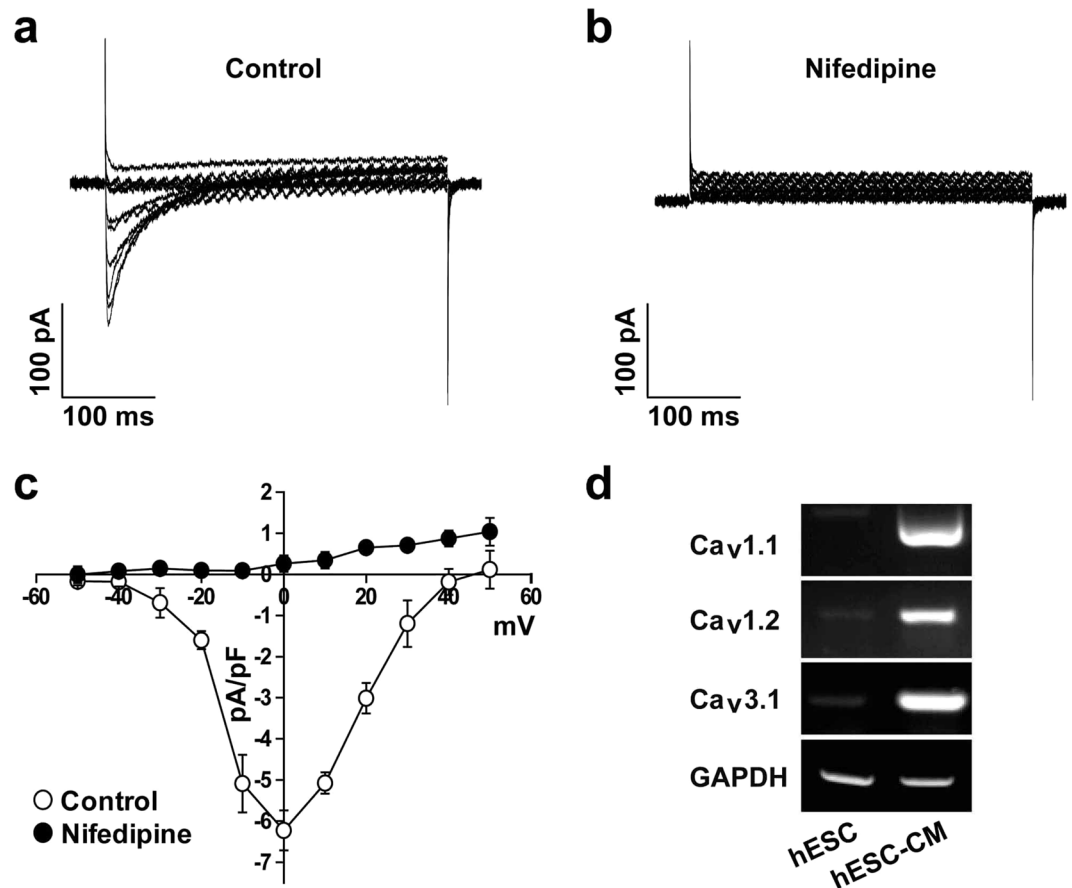 a
Control
100 pA
100 ms
b
Nifedipine
100 pA
100 ms
c
2
1
0
-60 -40 -20 0 20 40 60
mV
-1
-2
-3
-4
-5
-6
-7
pA/pF
Control
Nifedipine
d
Cav1.1
Cav1.2
Cav3.1
GAPDH
hESC
hESC-CM